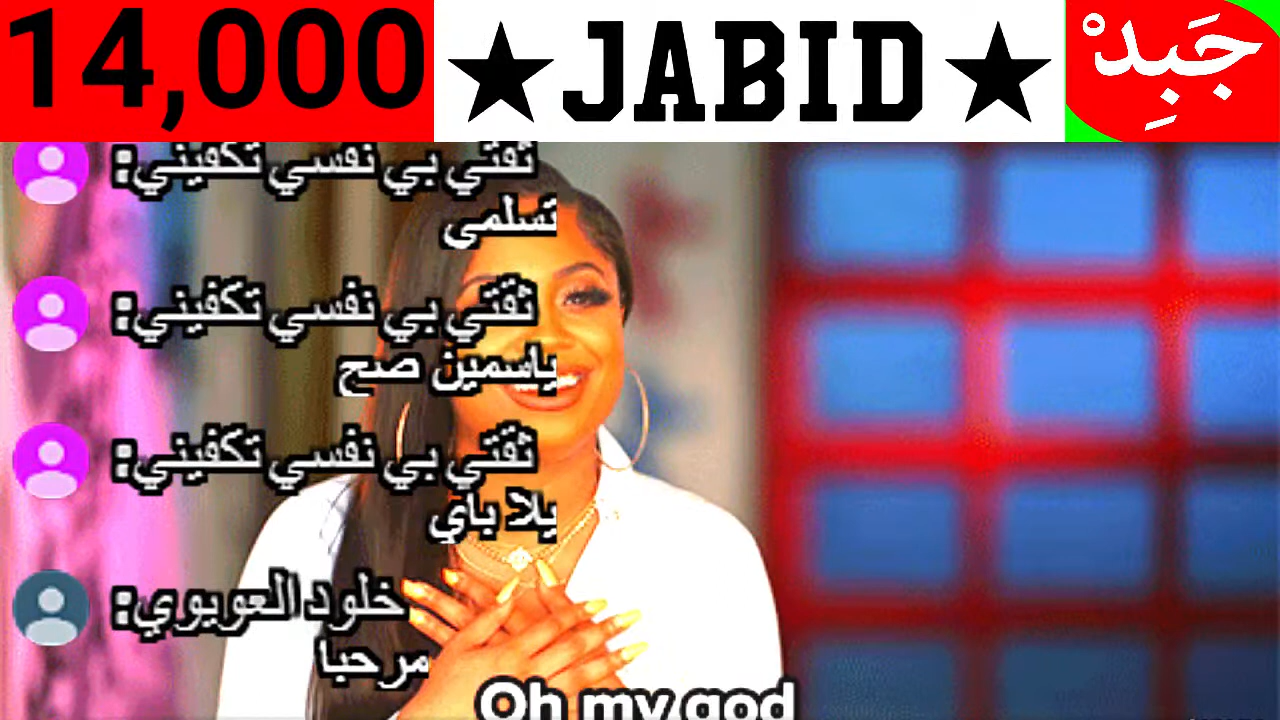 14,000
★JABID★
جَبِدْ
ثقتي بي نفسي تكفيني:
تسلمي
ثقتي بي نفسي تكفيني:
ياسمين صح
ثقتي بي نفسي تكفيني:
يلا باي
خلود العويوي:
مرحبا
Oh my god